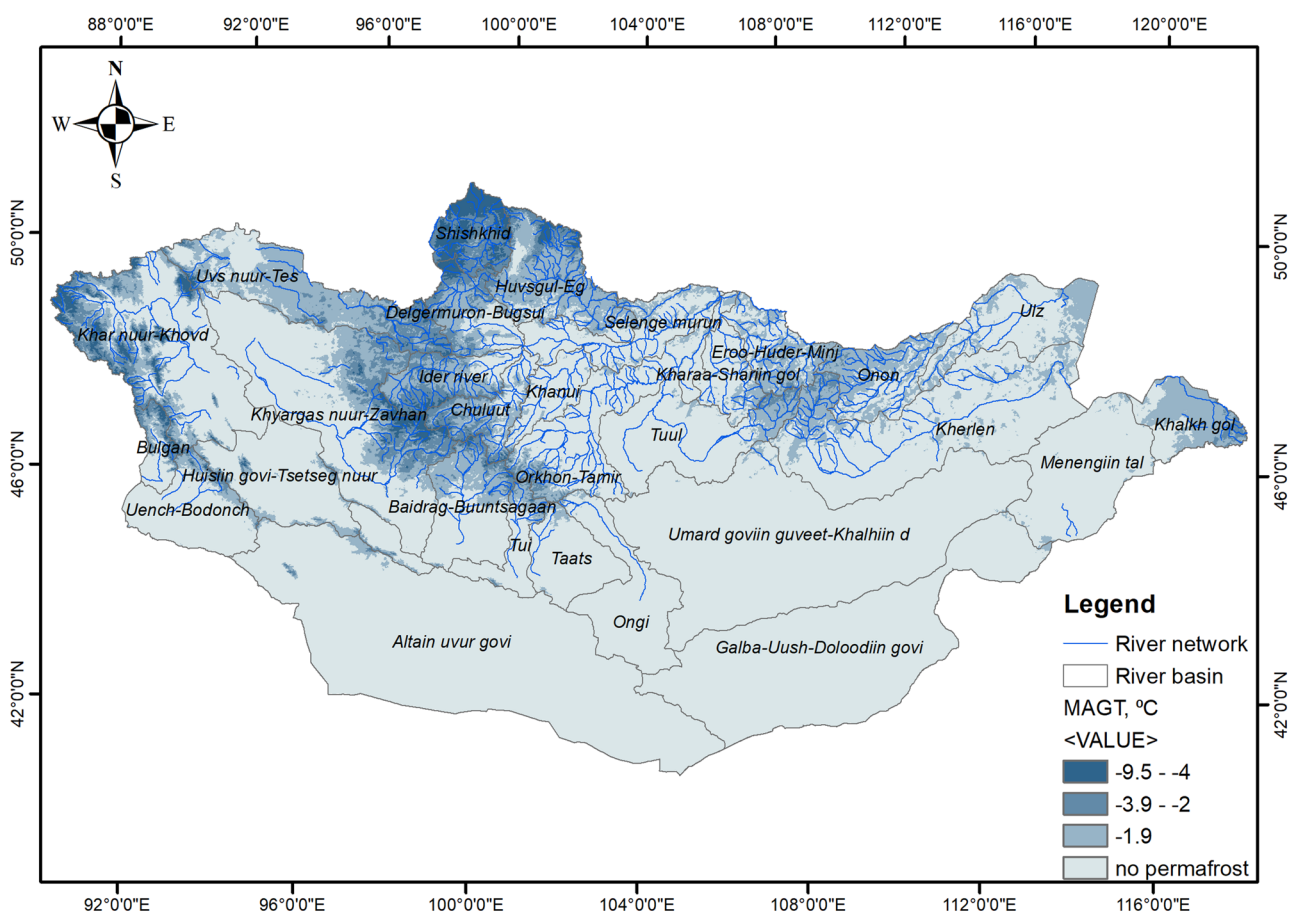 88°0'0"E 92°0'0"E 96°0'0"E 100°0'0"E 104°0'0"E 108°0'0"E 112°0'0"E 116°0'0"E 120°0'0"E
N
W E
S
50°0'0"N
50°0'0"N
46°0'0"N
46°0'0"N
42°0'0"N
42°0'0"N
Shishkhid
Uvs nuur-Tes
Huvsgul-Eg
Delgermuron-Bugsui
Selenge murun
Ulz
Khar nuur-Khovd
Eroo-Huder-Minj
Ider river
Kharaa-Shariin gol
Onon
Khanui
Chuluut
Khyargas nuur-Zavhan
Tuul
Kherlen
Khalkh gol
Bulgan
Menengiin tal
Huisiin govi-Tsetseg nuur
Orkhon-Tamir
Uench-Bodonch
Baidrag-Buuntsagaan
Umard goviin guveet-Khalhiin d
Tui
Taats
Ongi
Altain uvur govi
Galba-Uush-Doloodiin govi
Legend
River network
River basin
MAGT, ºC
<VALUE>
-9.5 - -4
-3.9 - -2
-1.9
no permafrost
92°0'0"E 96°0'0"E 100°0'0"E 104°0'0"E 108°0'0"E 112°0'0"E 116°0'0"E